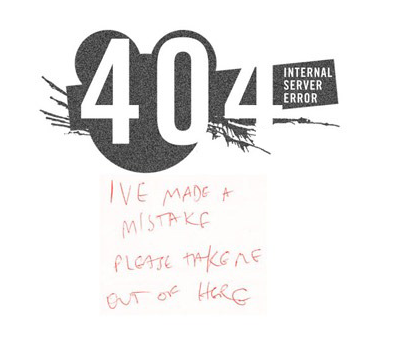 404
INTERNAL
SERVER
ERROR
IVE MADE A
MISTAKE
PLEASE TAKE ME
OUT OF HERE